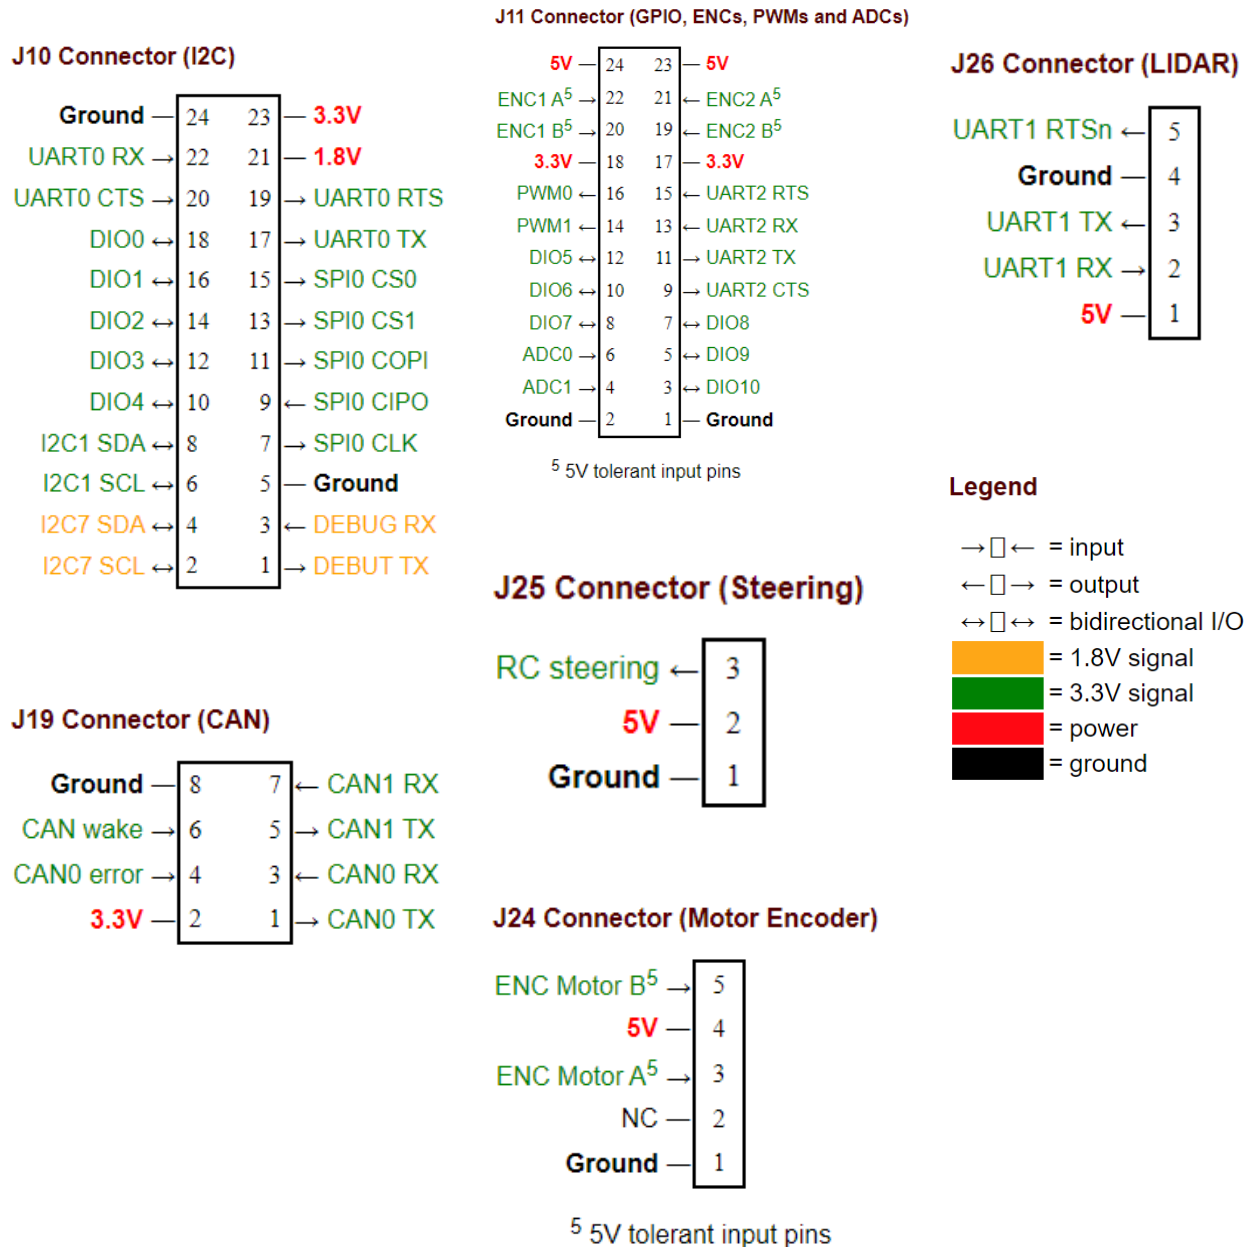 J10 Connector (I2C)
Ground 24 23 3.3V
UART0 RX 22 21 1.8V
UART0 CTS 20 19 UART0 RTS
DIO0 18 17 UART0 TX
DIO1 16 15 SPI0 CS0
DIO2 14 13 SPI0 CS1
DIO3 12 11 SPI0 COPI
DIO4 10 9 SPI0 CIPO
I2C1 SDA 8 7 SPI0 CLK
I2C1 SCL 6 5 Ground
I2C7 SDA 4 3 DEBUG RX
I2C7 SCL 2 1 DEBUT TX
J19 Connector (CAN)
Ground 8 7 CAN1 RX
CAN wake 6 5 CAN1 TX
CAN0 error 4 3 CAN0 RX
3.3V 2 1 CAN0 TX
J11 Connector (GPIO, ENCs, PWMs and ADCs)
5V 24 23 5V
ENC1 A⁵ 22 21 ENC2 A⁵
ENC1 B⁵ 20 19 ENC2 B⁵
3.3V 18 17 3.3V
PWM0 16 15 UART2 RTS
PWM1 14 13 UART2 RX
DIO5 12 11 UART2 TX
DIO6 10 9 UART2 CTS
DIO7 8 7 DIO8
ADC0 6 5 DIO9
ADC1 4 3 DIO10
Ground 2 1 Ground
⁵ 5V tolerant input pins
J25 Connector (Steering)
RC steering 3
5V 2
Ground 1
J24 Connector (Motor Encoder)
ENC Motor B⁵ 5
5V 4
ENC Motor A⁵ 3
NC 2
Ground 1
⁵ 5V tolerant input pins
J26 Connector (LIDAR)
UART1 RTSn 5
Ground 4
UART1 TX 3
UART1 RX 2
5V 1
Legend
→▯← = input
←▯→ = output
↔▯↔ = bidirectional I/O
= 1.8V signal
= 3.3V signal
= power
= ground